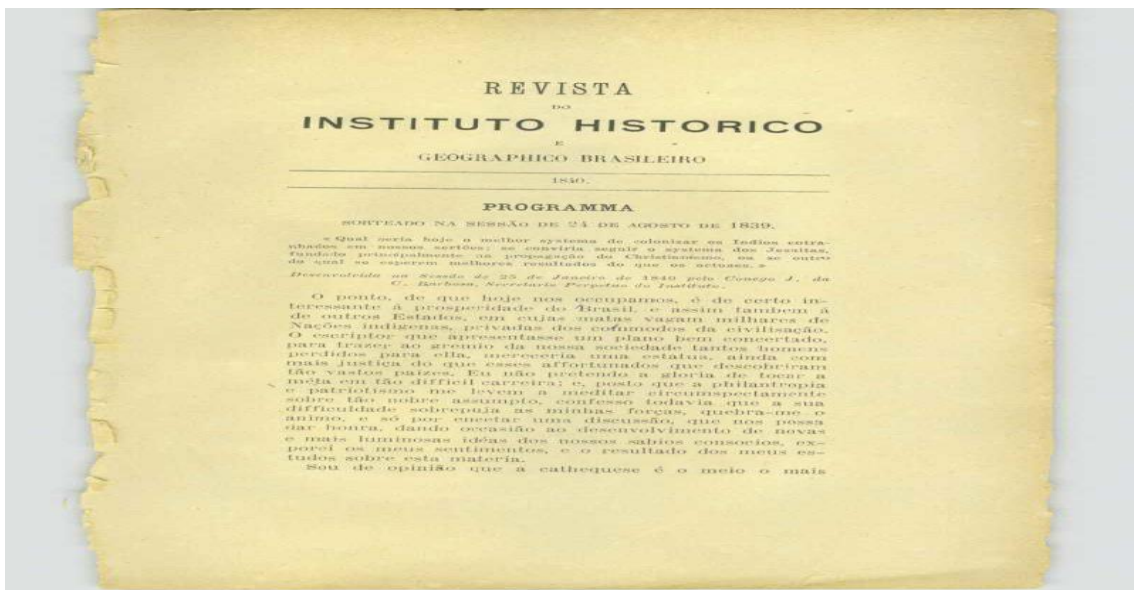 REVISTA
DO
INSTITUTO HISTORICO
E
GEOGRAPHICO BRASILEIRO
1840.
PROGRAMMA
SORTEADO NA SESSÃO DE 24 DE AGOSTO DE 1839.
« Qual seria hoje o melhor systema de colonisar os Indios entra-
nhados em nossos sertões; se conviria seguir o systema dos Jesuitas,
fundado principalmente na propagação do Christianismo, ou se outro
do qual se esperem melhores resultados do que os actuaes. »
Desenvolvido na Sessão de 25 de Janeiro de 1840 pelo Conego J. da
C. Barbosa, Secretario Perpetuo do Instituto.
O ponto, de que hoje nos occupamos, é de certo in-
teressante á prosperidade do Brasil, e assim tambem á
de outros Estados, em cujas matas vagam milhares de
Nações indigenas, privadas dos commodos da civilisação.
O escriptor que apresentasse um plano bem concertado,
para trazer ao gremio da nossa sociedade tantos homens
perdidos para ella, mereceria uma estatua, ainda com
mais justiça do que esses affortunados que descobriram
tão vastos paizes. Eu não pretendo a gloria de tocar a
méta em tão difficil carreira; e, posto que a philantropia
e patriotismo me levem a meditar circumspectamente
sobre tão nobre assumpto, confesso todavia que a sua
difficuldade sobrepuja as minhas forças, quebra-me o
animo, e só por encetar uma discussão, que nos possa
dar honra, dando occasião ao desenvolvimento de novas
e mais luminosas idéas dos nossos sabios consocios, ex-
porei os meus sentimentos, e o resultado dos meus es-
tudos sobre esta materia.
Sou de opinião que a cathequese é o meio o mais